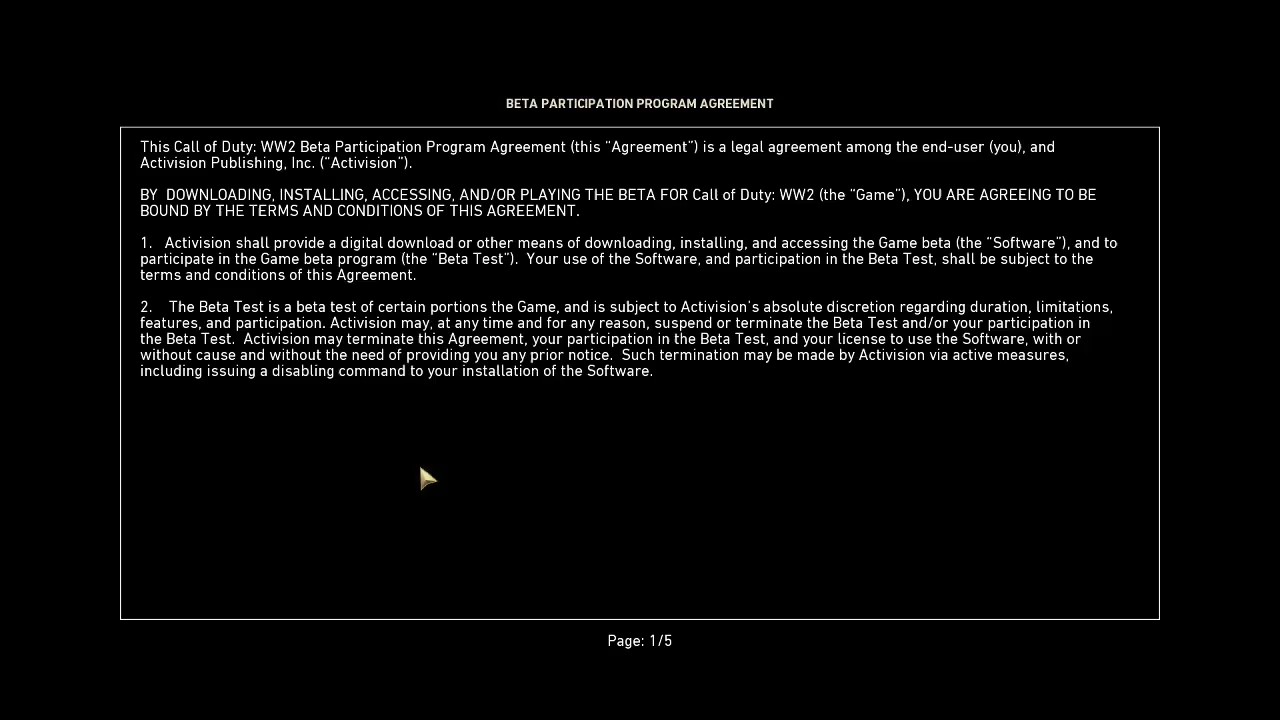 BETA PARTICIPATION PROGRAM AGREEMENT
This Call of Duty: WW2 Beta Participation Program Agreement (this "Agreement") is a legal agreement among the end-user (you), and
Activision Publishing, Inc. ("Activision").
BY  DOWNLOADING, INSTALLING, ACCESSING, AND/OR PLAYING THE BETA FOR Call of Duty: WW2 (the "Game"), YOU ARE AGREEING TO BE
BOUND BY THE TERMS AND CONDITIONS OF THIS AGREEMENT.
1.   Activision shall provide a digital download or other means of downloading, installing, and accessing the Game beta (the "Software"), and to
participate in the Game beta program (the "Beta Test").  Your use of the Software, and participation in the Beta Test, shall be subject to the
terms and conditions of this Agreement.
2.    The Beta Test is a beta test of certain portions the Game, and is subject to Activision's absolute discretion regarding duration, limitations,
features, and participation. Activision may, at any time and for any reason, suspend or terminate the Beta Test and/or your participation in
the Beta Test.  Activision may terminate this Agreement, your participation in the Beta Test, and your license to use the Software, with or
without cause and without the need of providing you any prior notice.  Such termination may be made by Activision via active measures,
including issuing a disabling command to your installation of the Software.
Page: 1/5